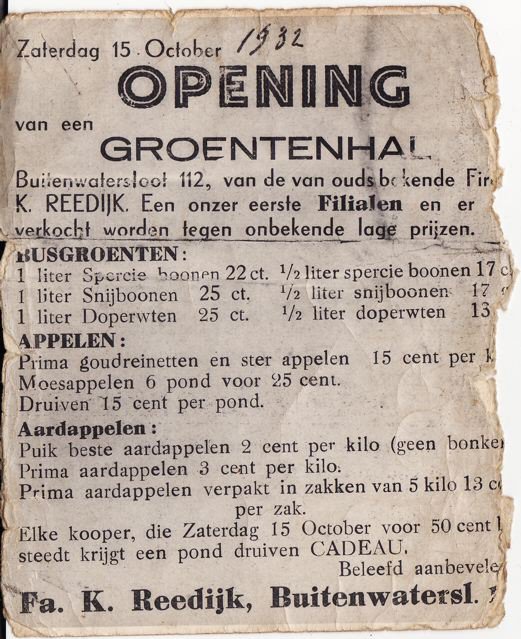 Zaterdag 15 October 1932
OPENING
van een
GROENTENHAL
Buitenwatersloot 112, van de van ouds bekende Fir
K. REEDIJK. Een onzer eerste Filialen en er
verkocht worden tegen onbekende lage prijzen.
BUSGROENTEN:
1 liter Spercie boonen 22 ct. 1/2 liter spercie boonen 17 c
1 liter Snijboonen 25 ct. 1/2 liter snijboonen 17 c
1 liter Doperwten 25 ct. 1/2 liter doperwten 13
APPELEN:
Prima goudreinetten en ster appelen 15 cent per k
Moesappelen 6 pond voor 25 cent.
Druiven 15 cent per pond.
Aardappelen:
Puik beste aardappelen 2 cent per kilo (geen bonke
Prima aardappelen 3 cent per kilo.
Prima aardappelen verpakt in zakken van 5 kilo 13 c
per zak.
Elke kooper, die Zaterdag 15 October voor 50 cent b
steedt krijgt een pond druiven CADEAU.
Beleefd aanbevele
Fa. K. Reedijk, Buitenwatersl.